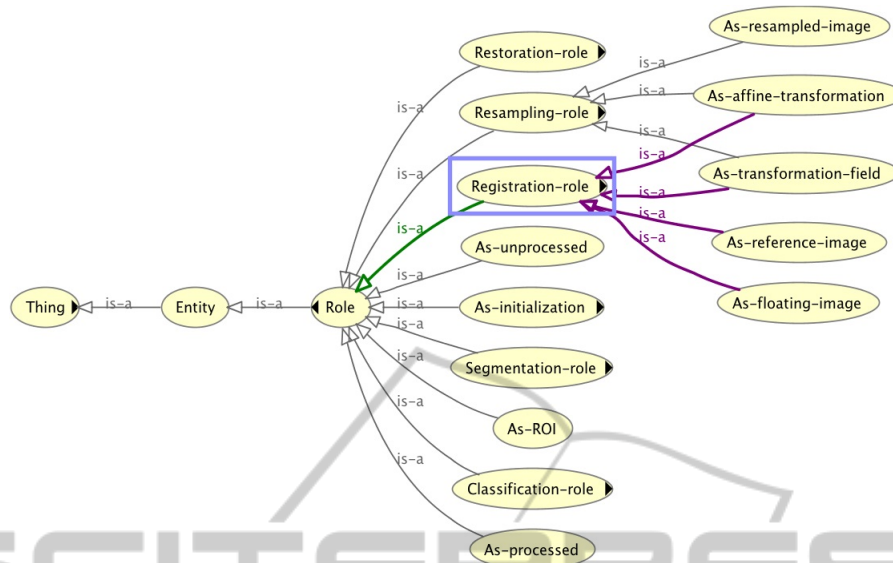 As-resampled-image
Restoration-role
is-a
is-a
As-affine-transformation
is-a
Resampling-role
is-a
is-a
is-a
As-transformation-field
Registration-role
is-a
is-a
is-a
is-a
is-a
As-reference-image
As-unprocessed
is-a
As-floating-image
Thing
is-a
Entity
is-a
Role
is-a
As-initialization
is-a
is-a
Segmentation-role
is-a
As-ROI
is-a
Classification-role
As-processed